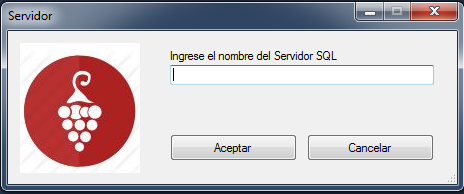 Servidor
Ingrese el nombre del Servidor SQL
Aceptar
Cancelar